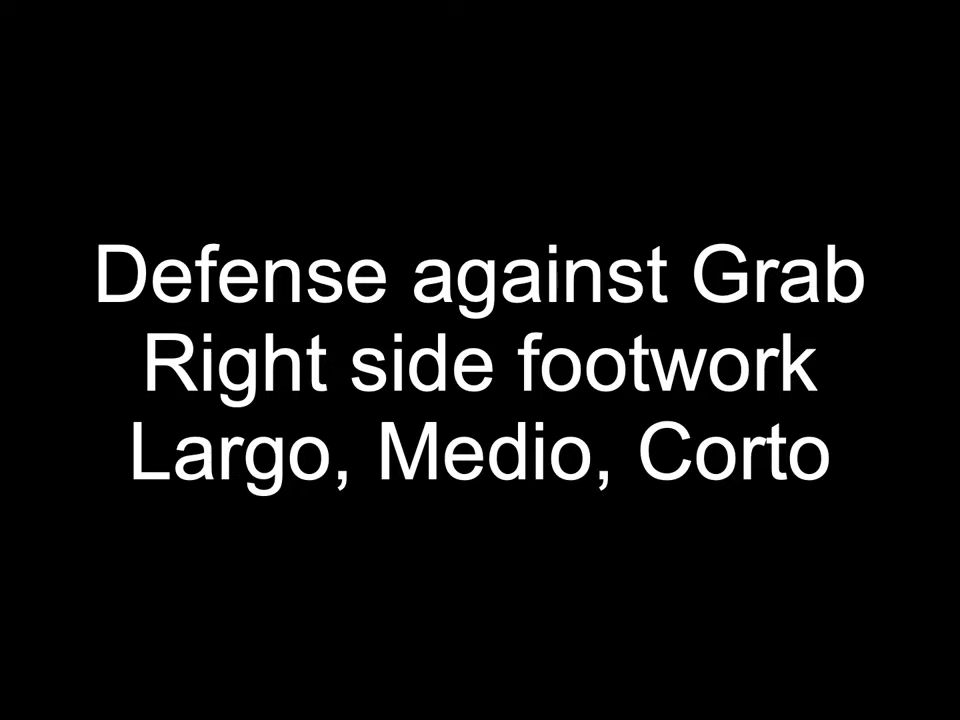 Defense against Grab
Right side footwork
Largo, Medio, Corto